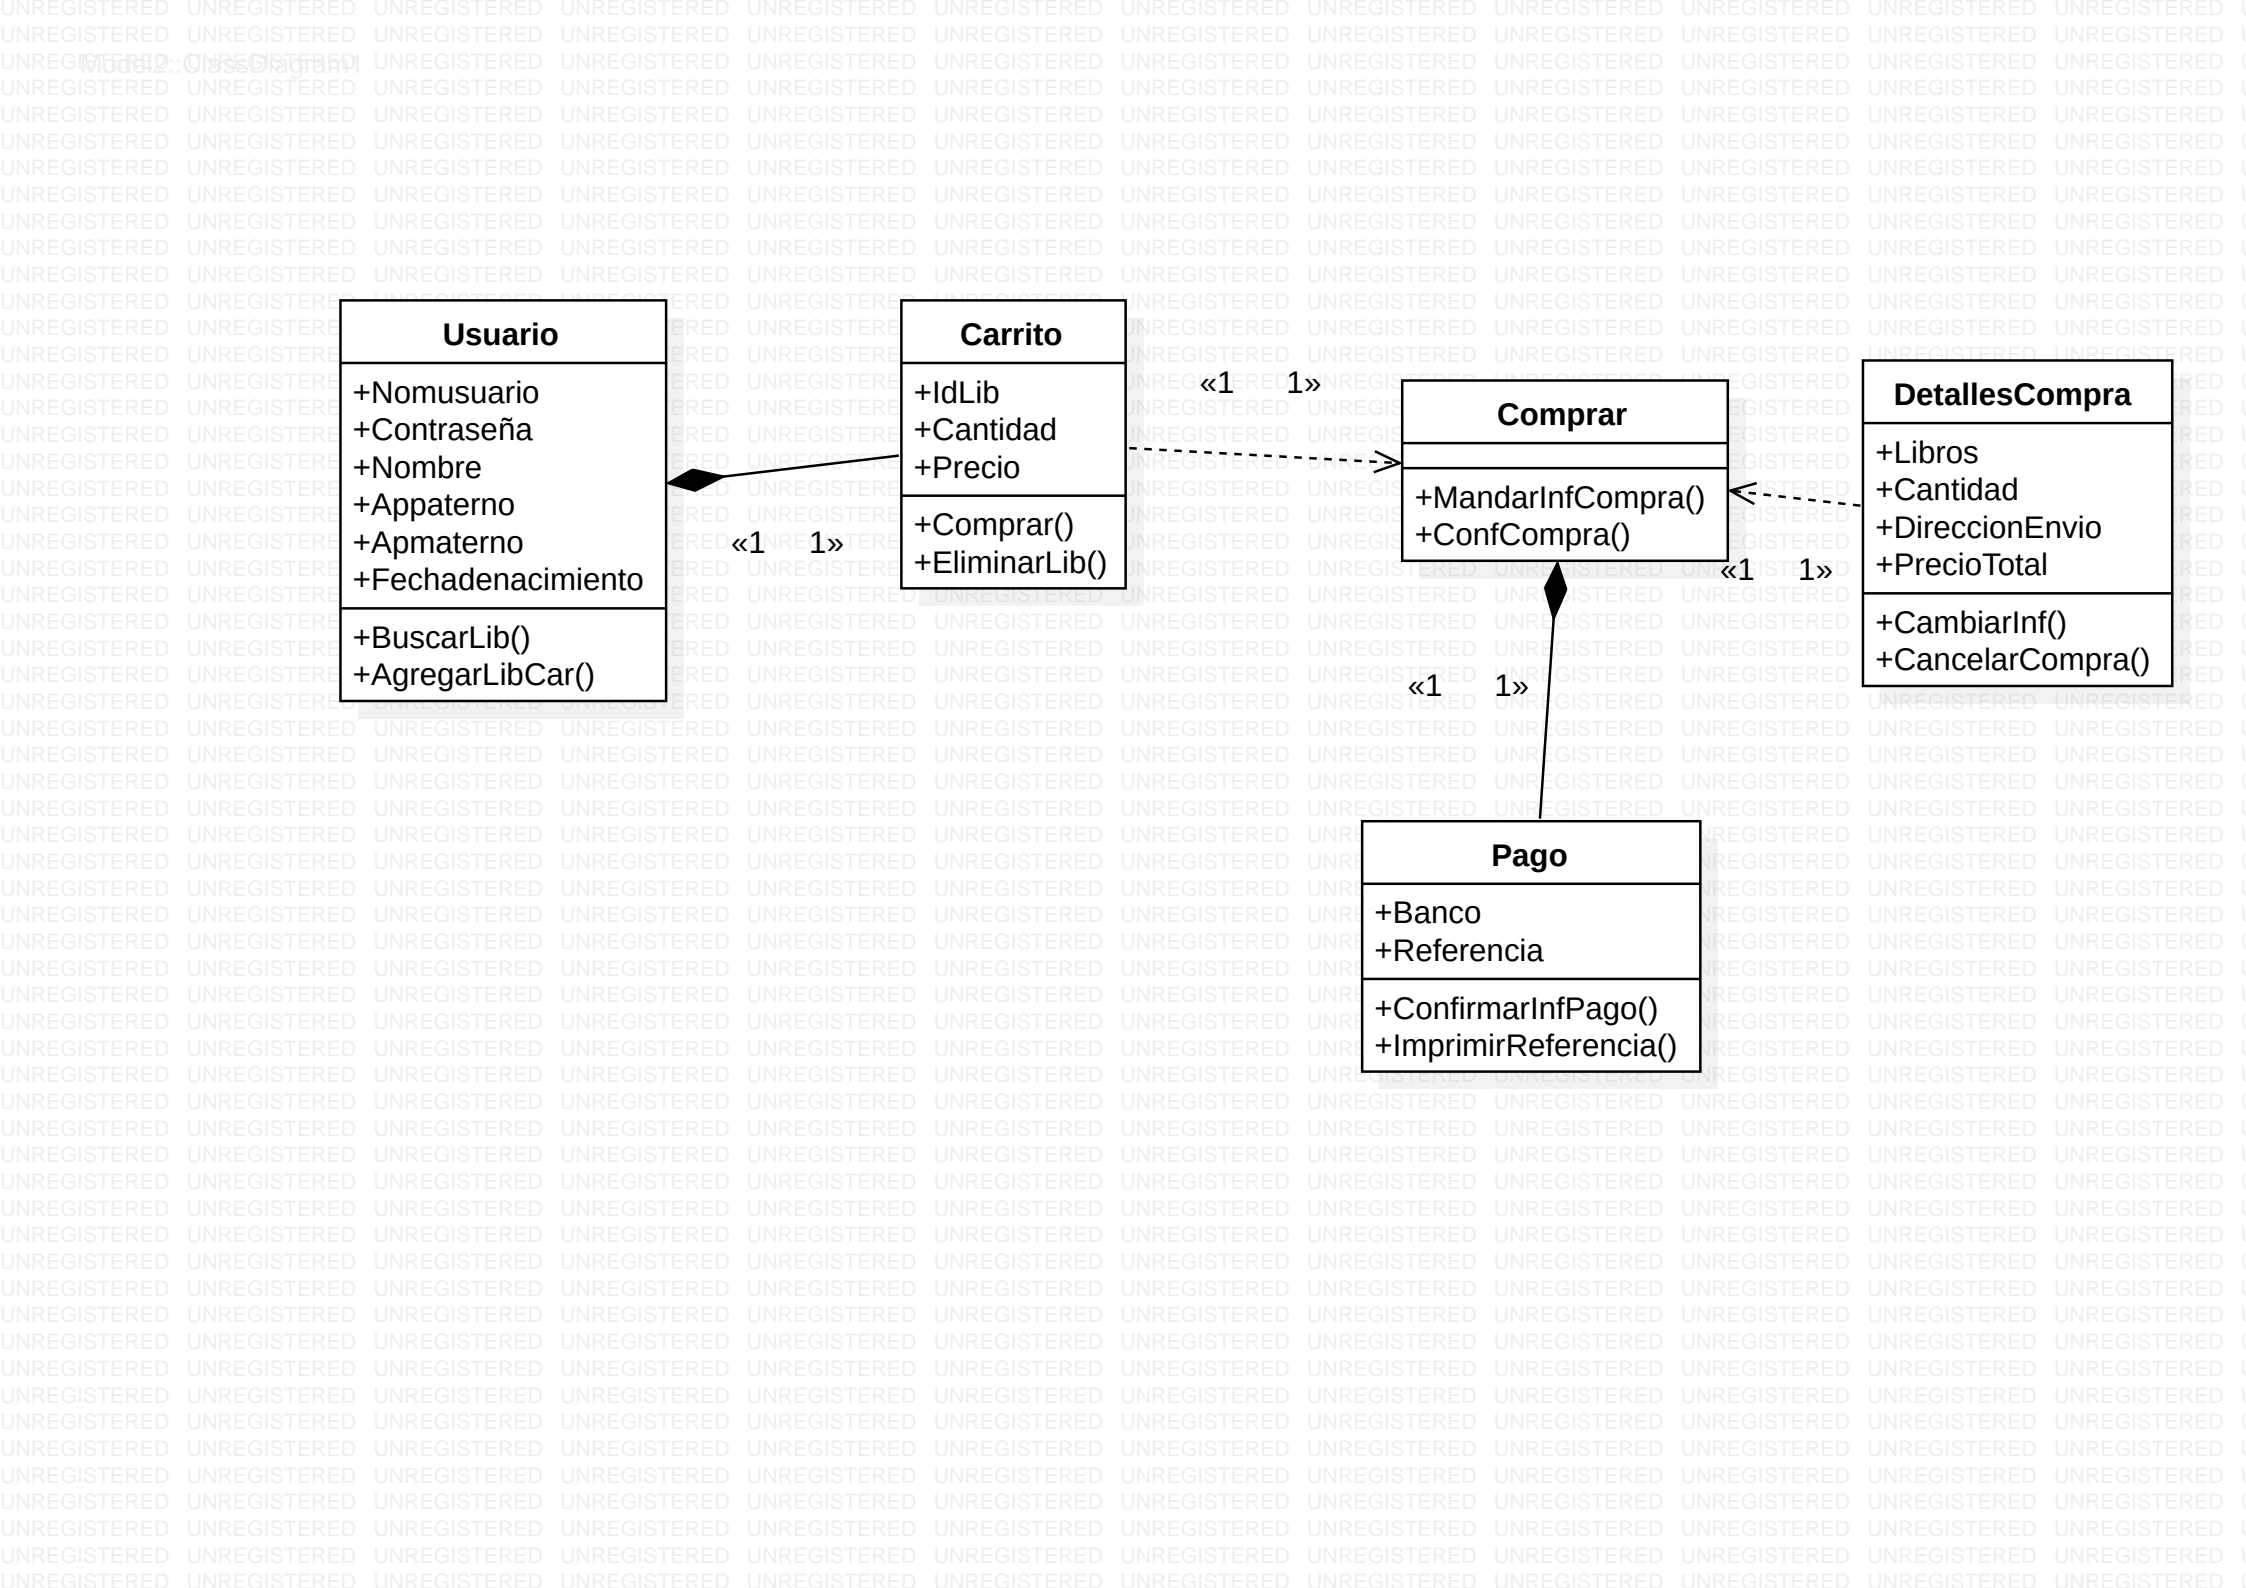 Model2::ClassDiagram1
Usuario
+Nomusuario
+Contraseña
+Nombre
+Appaterno
+Apmaterno
+Fechadenacimiento
+BuscarLib()
+AgregarLibCar()
«1 1»
Carrito
+IdLib
+Cantidad
+Precio
+Comprar()
+EliminarLib()
«1 1»
Comprar
+MandarInfCompra()
+ConfCompra()
«1 1»
DetallesCompra
+Libros
+Cantidad
+DireccionEnvio
+PrecioTotal
+CambiarInf()
+CancelarCompra()
«1 1»
Pago
+Banco
+Referencia
+ConfirmarInfPago()
+ImprimirReferencia()
UNREGISTERED